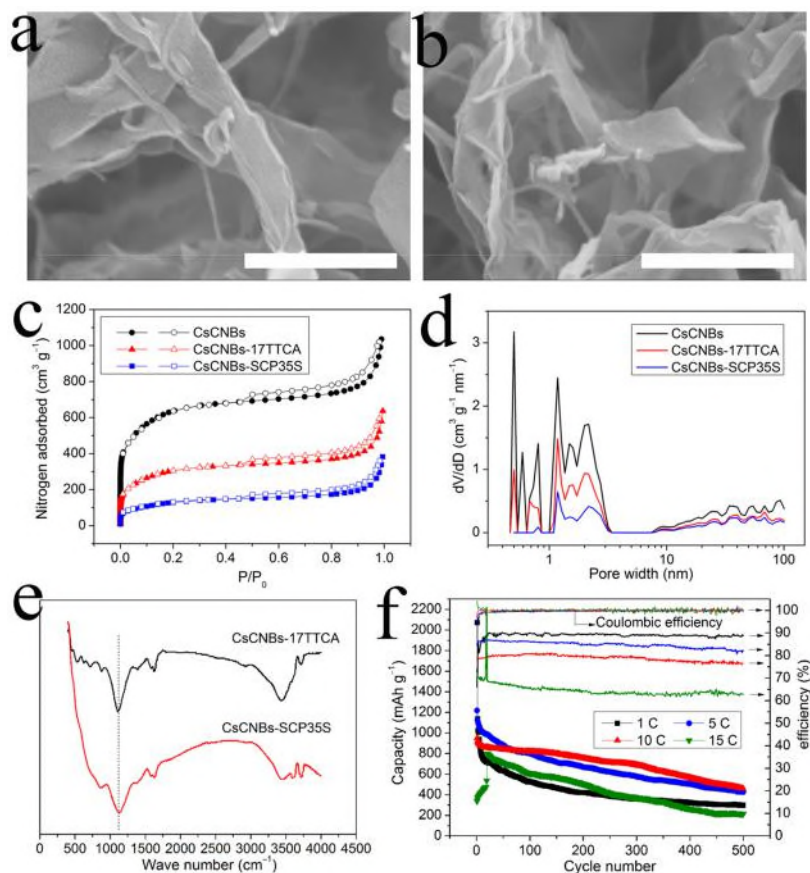 a
b
c
CsCNBs
CsCNBs-17TTCA
CsCNBs-SCP35S
Nitrogen adsorbed (cm³ g⁻¹)
1200
1000
800
600
400
200
0
0.0 0.2 0.4 0.6 0.8 1.0
P/P₀
d
CsCNBs
CsCNBs-17TTCA
CsCNBs-SCP35S
dV/dD (cm³ g⁻¹ nm⁻¹)
3
2
1
0
1 10 100
Pore width (nm)
e
CsCNBs-17TTCA
CsCNBs-SCP35S
0 500 1000 1500 2000 2500 3000 3500 4000 4500
Wave number (cm⁻¹)
f
Capacity (mAh g⁻¹)
2200
2000
1800
1600
1400
1200
1000
800
600
400
200
0
Coulombic efficiency
1 C 5 C
10 C 15 C
100
90
80
70
60
50
40
30
20
10
0
efficiency (%)
0 100 200 300 400 500
Cycle number